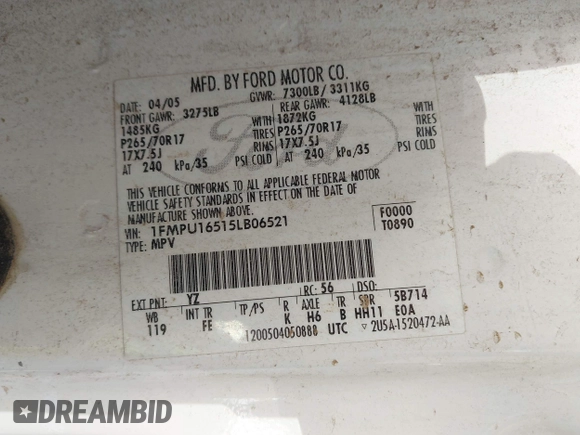 MFD. BY FORD MOTOR CO.
DATE: 04/05 GVWR: 7300LB/ 3311KG
FRONT GAWR: 3275LB REAR GAWR: 4128LB
1485KG WITH 1872KG WITH
P265/70R17 TIRES P265/70R17 TIRES
17X7.5J RIMS 17X7.5J RIMS
AT 240 kPa/35 PSI COLD AT 240 kPa/35 PSI COLD
THIS VEHICLE CONFORMS TO ALL APPLICABLE FEDERAL MOTOR
VEHICLE SAFETY STANDARDS IN EFFECT ON THE DATE OF
MANUFACTURE SHOWN ABOVE.
VIN: 1FMPU16515LB06521 F0000
TYPE: MPV T0890
Ford
EXT PNT: YZ RC: 56 DSO:
WB INT TR TP/PS R AXLE TR SPR 5B714
119 FE K H6 B HH11 E0A
1200504050888 UTC 2U5A-1520472-AA
DREAMBID